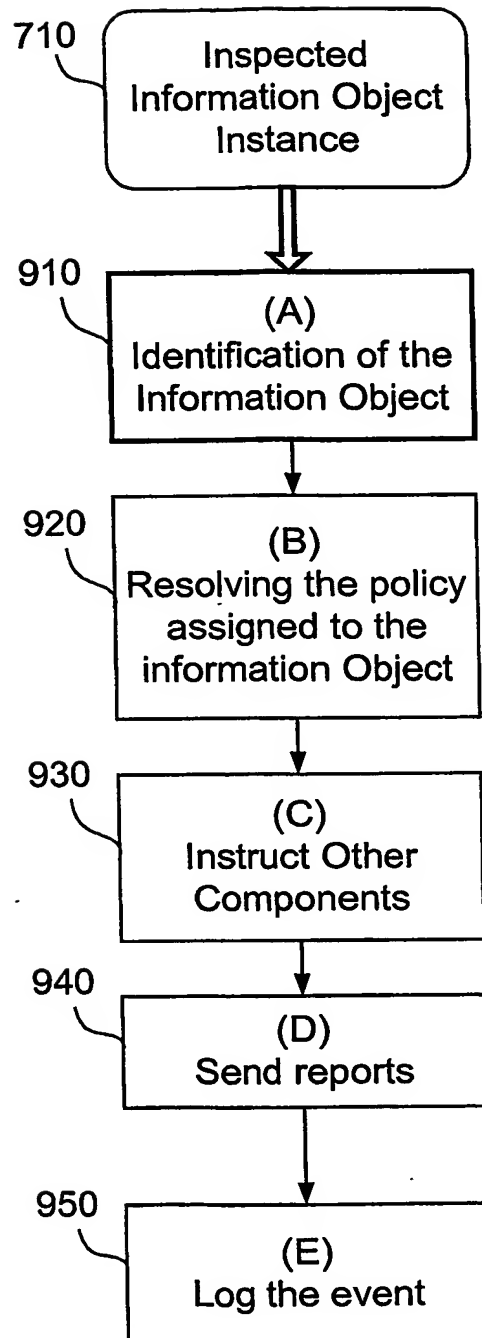 710
Inspected
Information Object
Instance
910
(A)
Identification of the
Information Object
920
(B)
Resolving the policy
assigned to the
information Object
930
(C)
Instruct Other
Components
940
(D)
Send reports
950
(E)
Log the event